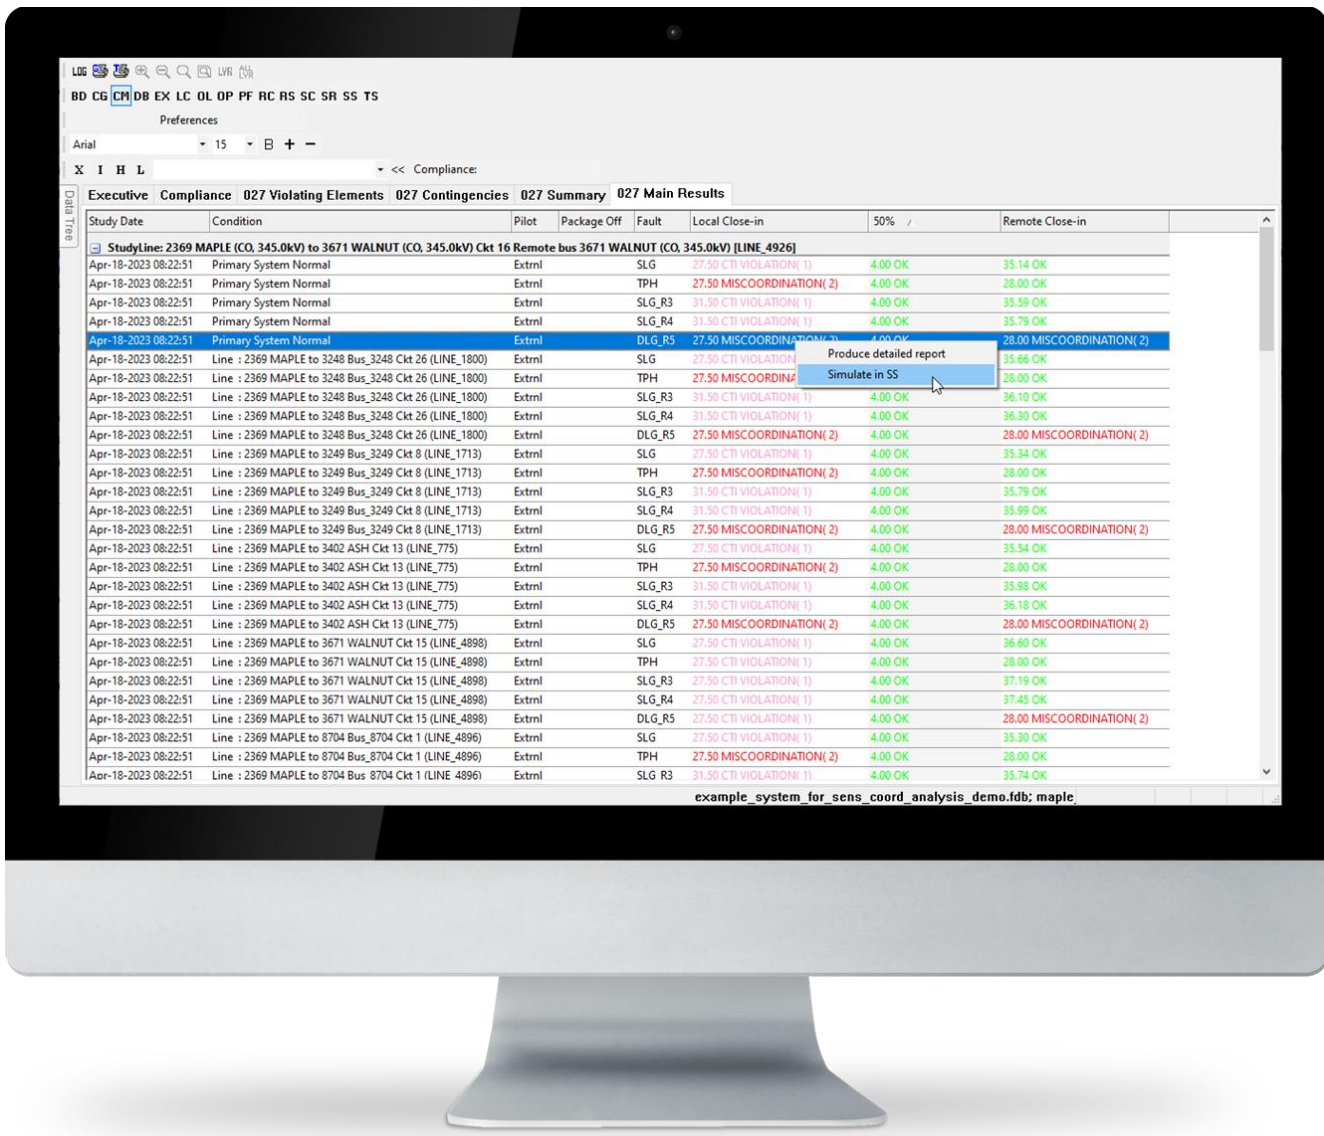 LOG LVR
BD CG CM DB EX LC OL OP PF RC RS SC SR SS TS
Preferences
Arial 15 B + −
X I H L << Compliance:
Data Tree
Executive Compliance 027 Violating Elements 027 Contingencies 027 Summary 027 Main Results
Study Date Condition Pilot Package Off Fault Local Close-in 50% / Remote Close-in
StudyLine: 2369 MAPLE (CO, 345.0kV) to 3671 WALNUT (CO, 345.0kV) Ckt 16 Remote bus 3671 WALNUT (CO, 345.0kV) [LINE_4926]
Apr-18-2023 08:22:51 Primary System Normal Extrnl SLG 27.50 CTI VIOLATION( 1) 4.00 OK 35.14 OK
Apr-18-2023 08:22:51 Primary System Normal Extrnl TPH 27.50 MISCOORDINATION( 2) 4.00 OK 28.00 OK
Apr-18-2023 08:22:51 Primary System Normal Extrnl SLG_R3 31.50 CTI VIOLATION( 1) 4.00 OK 35.59 OK
Apr-18-2023 08:22:51 Primary System Normal Extrnl SLG_R4 31.50 CTI VIOLATION( 1) 4.00 OK 35.79 OK
Apr-18-2023 08:22:51 Primary System Normal Extrnl DLG_R5 27.50 MISCOORDINATION( 2) 4.00 OK 28.00 MISCOORDINATION( 2)
Produce detailed report
Apr-18-2023 08:22:51 Line : 2369 MAPLE to 3248 Bus_3248 Ckt 26 (LINE_1800) Extrnl SLG 27.50 CTI VIOLATION 35.66 OK
Simulate in SS
Apr-18-2023 08:22:51 Line : 2369 MAPLE to 3248 Bus_3248 Ckt 26 (LINE_1800) Extrnl TPH 27.50 MISCOORDINA 28.00 OK
Apr-18-2023 08:22:51 Line : 2369 MAPLE to 3248 Bus_3248 Ckt 26 (LINE_1800) Extrnl SLG_R3 31.50 CTI VIOLATION( 1) 4.00 OK 36.10 OK
Apr-18-2023 08:22:51 Line : 2369 MAPLE to 3248 Bus_3248 Ckt 26 (LINE_1800) Extrnl SLG_R4 31.50 CTI VIOLATION( 1) 4.00 OK 36.30 OK
Apr-18-2023 08:22:51 Line : 2369 MAPLE to 3248 Bus_3248 Ckt 26 (LINE_1800) Extrnl DLG_R5 27.50 MISCOORDINATION( 2) 4.00 OK 28.00 MISCOORDINATION( 2)
Apr-18-2023 08:22:51 Line : 2369 MAPLE to 3249 Bus_3249 Ckt 8 (LINE_1713) Extrnl SLG 27.50 CTI VIOLATION( 1) 4.00 OK 35.34 OK
Apr-18-2023 08:22:51 Line : 2369 MAPLE to 3249 Bus_3249 Ckt 8 (LINE_1713) Extrnl TPH 27.50 MISCOORDINATION( 2) 4.00 OK 28.00 OK
Apr-18-2023 08:22:51 Line : 2369 MAPLE to 3249 Bus_3249 Ckt 8 (LINE_1713) Extrnl SLG_R3 31.50 CTI VIOLATION( 1) 4.00 OK 35.79 OK
Apr-18-2023 08:22:51 Line : 2369 MAPLE to 3249 Bus_3249 Ckt 8 (LINE_1713) Extrnl SLG_R4 31.50 CTI VIOLATION( 1) 4.00 OK 35.99 OK
Apr-18-2023 08:22:51 Line : 2369 MAPLE to 3249 Bus_3249 Ckt 8 (LINE_1713) Extrnl DLG_R5 27.50 MISCOORDINATION( 2) 4.00 OK 28.00 MISCOORDINATION( 2)
Apr-18-2023 08:22:51 Line : 2369 MAPLE to 3402 ASH Ckt 13 (LINE_775) Extrnl SLG 27.50 CTI VIOLATION( 1) 4.00 OK 35.54 OK
Apr-18-2023 08:22:51 Line : 2369 MAPLE to 3402 ASH Ckt 13 (LINE_775) Extrnl TPH 27.50 MISCOORDINATION( 2) 4.00 OK 28.00 OK
Apr-18-2023 08:22:51 Line : 2369 MAPLE to 3402 ASH Ckt 13 (LINE_775) Extrnl SLG_R3 31.50 CTI VIOLATION( 1) 4.00 OK 35.98 OK
Apr-18-2023 08:22:51 Line : 2369 MAPLE to 3402 ASH Ckt 13 (LINE_775) Extrnl SLG_R4 31.50 CTI VIOLATION( 1) 4.00 OK 36.18 OK
Apr-18-2023 08:22:51 Line : 2369 MAPLE to 3402 ASH Ckt 13 (LINE_775) Extrnl DLG_R5 27.50 MISCOORDINATION( 2) 4.00 OK 28.00 MISCOORDINATION( 2)
Apr-18-2023 08:22:51 Line : 2369 MAPLE to 3671 WALNUT Ckt 15 (LINE_4898) Extrnl SLG 27.50 CTI VIOLATION( 1) 4.00 OK 36.60 OK
Apr-18-2023 08:22:51 Line : 2369 MAPLE to 3671 WALNUT Ckt 15 (LINE_4898) Extrnl TPH 27.50 CTI VIOLATION( 1) 4.00 OK 28.00 OK
Apr-18-2023 08:22:51 Line : 2369 MAPLE to 3671 WALNUT Ckt 15 (LINE_4898) Extrnl SLG_R3 27.50 CTI VIOLATION( 1) 4.00 OK 37.19 OK
Apr-18-2023 08:22:51 Line : 2369 MAPLE to 3671 WALNUT Ckt 15 (LINE_4898) Extrnl SLG_R4 27.50 CTI VIOLATION( 1) 4.00 OK 37.45 OK
Apr-18-2023 08:22:51 Line : 2369 MAPLE to 3671 WALNUT Ckt 15 (LINE_4898) Extrnl DLG_R5 27.50 CTI VIOLATION( 1) 4.00 OK 28.00 MISCOORDINATION( 2)
Apr-18-2023 08:22:51 Line : 2369 MAPLE to 8704 Bus_8704 Ckt 1 (LINE_4896) Extrnl SLG 27.50 CTI VIOLATION( 1) 4.00 OK 35.30 OK
Apr-18-2023 08:22:51 Line : 2369 MAPLE to 8704 Bus_8704 Ckt 1 (LINE_4896) Extrnl TPH 27.50 MISCOORDINATION( 2) 4.00 OK 28.00 OK
Apr-18-2023 08:22:51 Line : 2369 MAPLE to 8704 Bus_8704 Ckt 1 (LINE_4896) Extrnl SLG_R3 31.50 CTI VIOLATION( 1) 4.00 OK 35.74 OK
example_system_for_sens_coord_analysis_demo.fdb; maple_